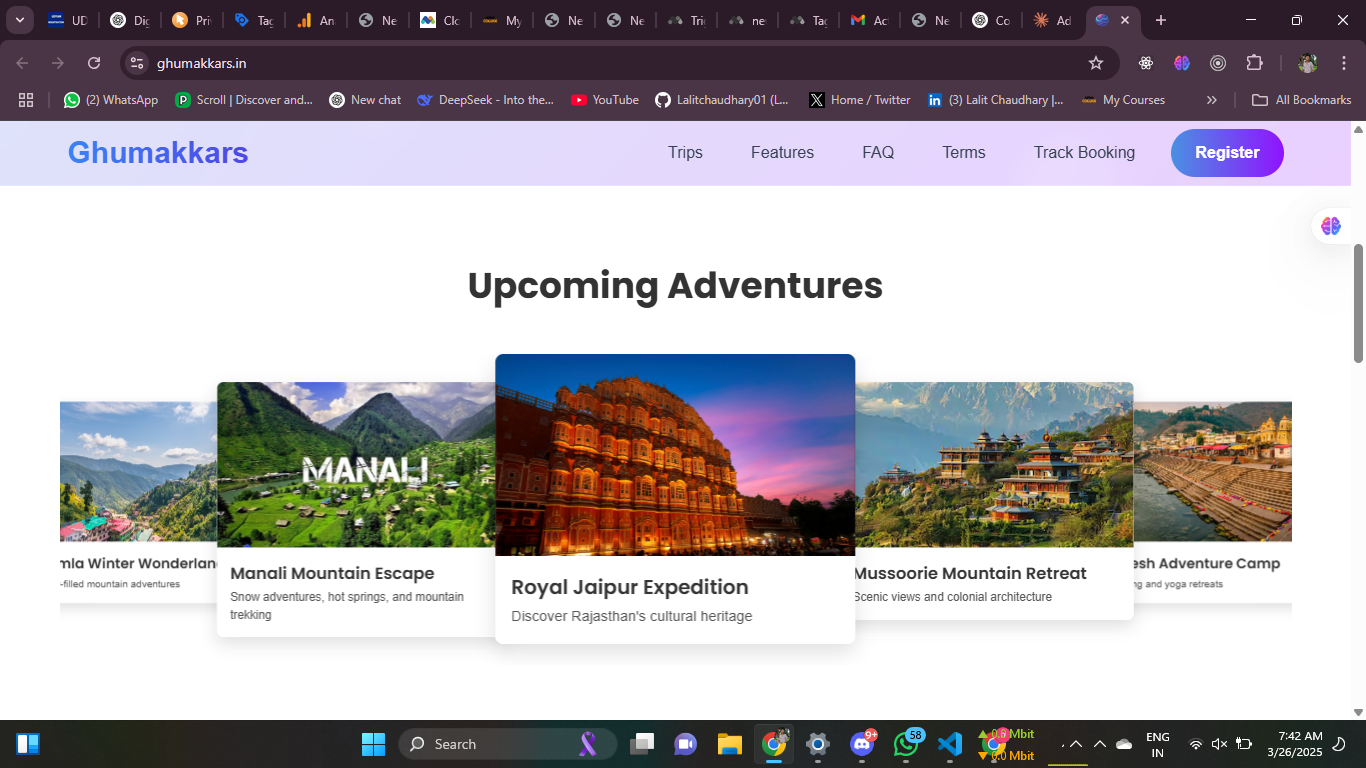 UD
Dig
Pri
Tag
An
Ne
Clo
My
Ne
Ne
Tri
ne
Tag
Act
Ne
Co
Ad
ghumakkars.in
(2) WhatsApp
Scroll | Discover and...
New chat
DeepSeek - Into the...
YouTube
Lalitchaudhary01 (L...
Home / Twitter
(3) Lalit Chaudhary |...
My Courses
All Bookmarks
Ghumakkars
Trips
Features
FAQ
Terms
Track Booking
Register
Upcoming Adventures
MANALI
mla Winter Wonderlan
-filled mountain adventures
Manali Mountain Escape
Snow adventures, hot springs, and mountain
trekking
Royal Jaipur Expedition
Discover Rajasthan's cultural heritage
Mussoorie Mountain Retreat
Scenic views and colonial architecture
esh Adventure Camp
ng and yoga retreats
Search
9+
58
0.0 Mbit
0.0 Mbit
ENG
IN
7:42 AM
3/26/2025